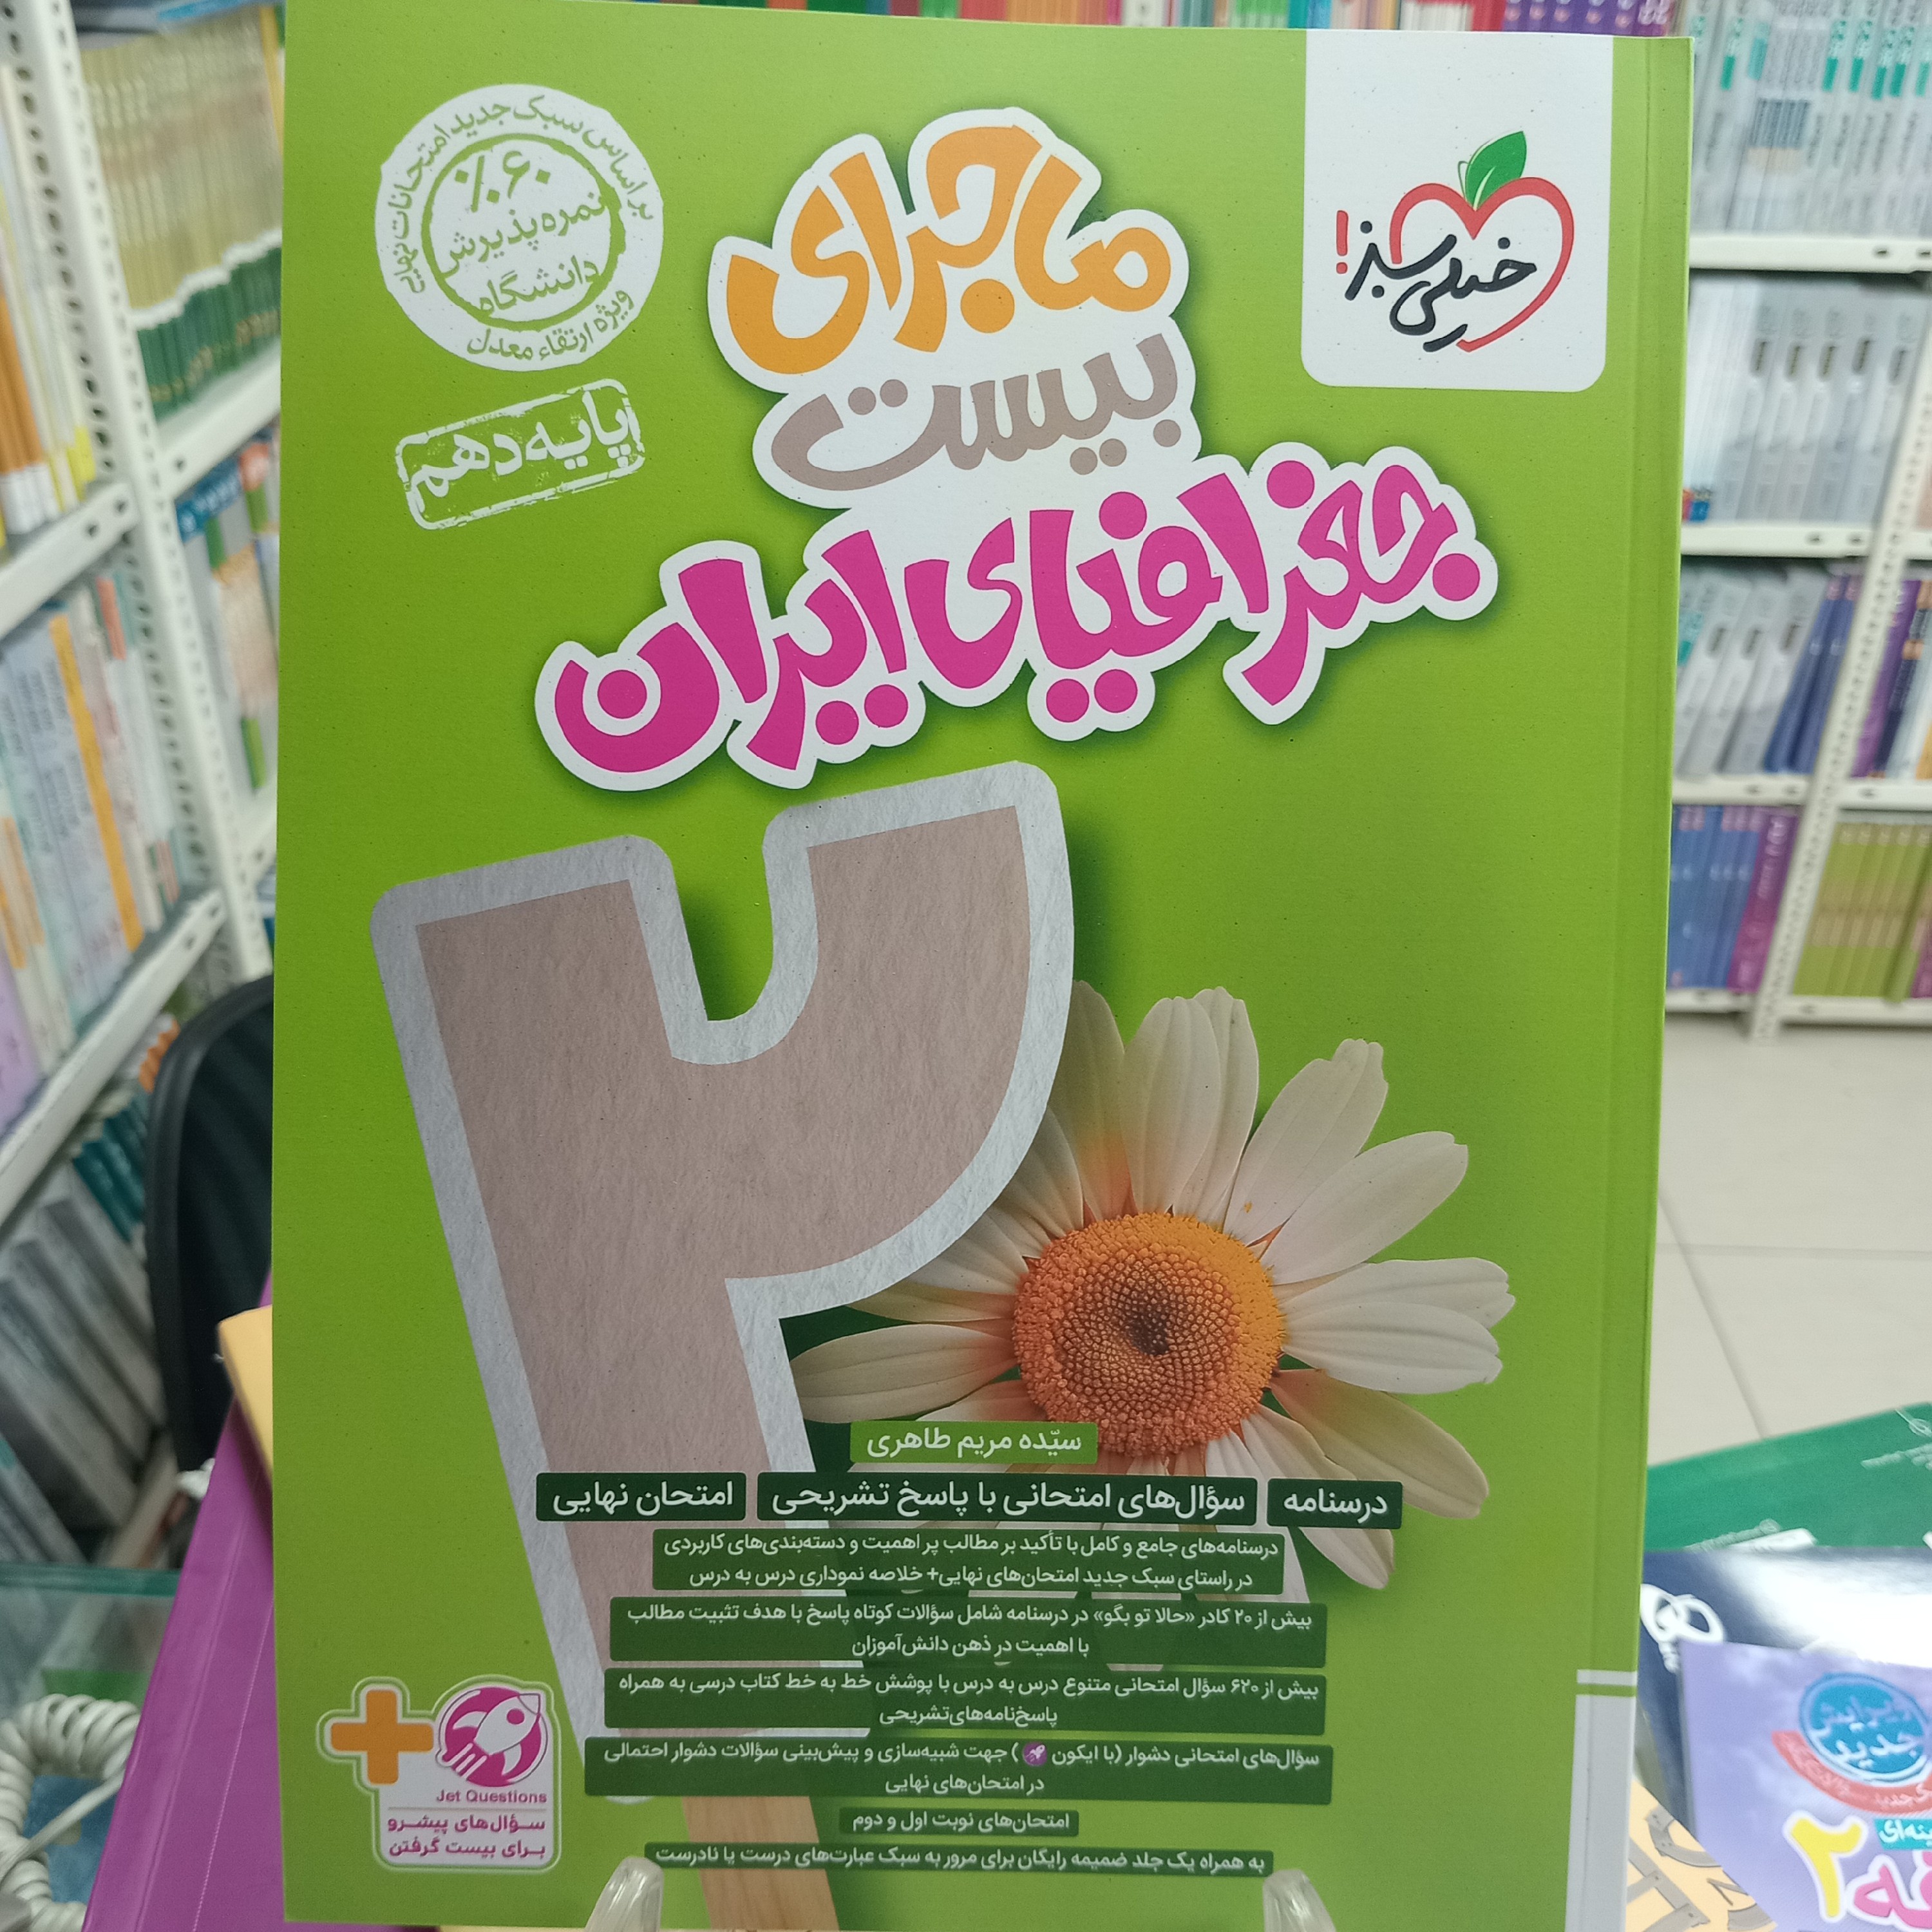 خیلی سبز!
بر اساس سبک جدید امتحانات نهایی
۶۰٪
نمره پذیرش
دانشگاه
ویژه ارتقاء معدل
پایه دهم
ماجرای
بیست
جغرافیای ایران
۲
سیّده مریم طاهری
درسنامه سؤال‌های امتحانی با پاسخ تشریحی امتحان نهایی
درسنامه‌های جامع و کامل با تأکید بر مطالب پر اهمیت و دسته‌بندی‌های کاربردی
در راستای سبک جدید امتحان‌های نهایی+ خلاصه نموداری درس به درس
بیش از ۲۰ کادر «حالا تو بگو» در درسنامه شامل سؤالات کوتاه پاسخ با هدف تثبیت مطالب
با اهمیت در ذهن دانش‌آموزان
بیش از ۶۲۰ سؤال امتحانی متنوع درس به درس با پوشش خط به خط کتاب درسی به همراه
پاسخ‌نامه‌های‌تشریحی
سؤال‌های امتحانی دشوار (با ایکون ) جهت شبیه‌سازی و پیش‌بینی سؤالات دشوار احتمالی
در امتحان‌های نهایی
امتحان‌های نوبت اول و دوم
به همراه یک جلد ضمیمه رایگان برای مرور به سبک عبارت‌های درست یا نادرست
+
Jet Questions
سؤال‌های پیشرو
برای بیست گرفتن
جدید
۲